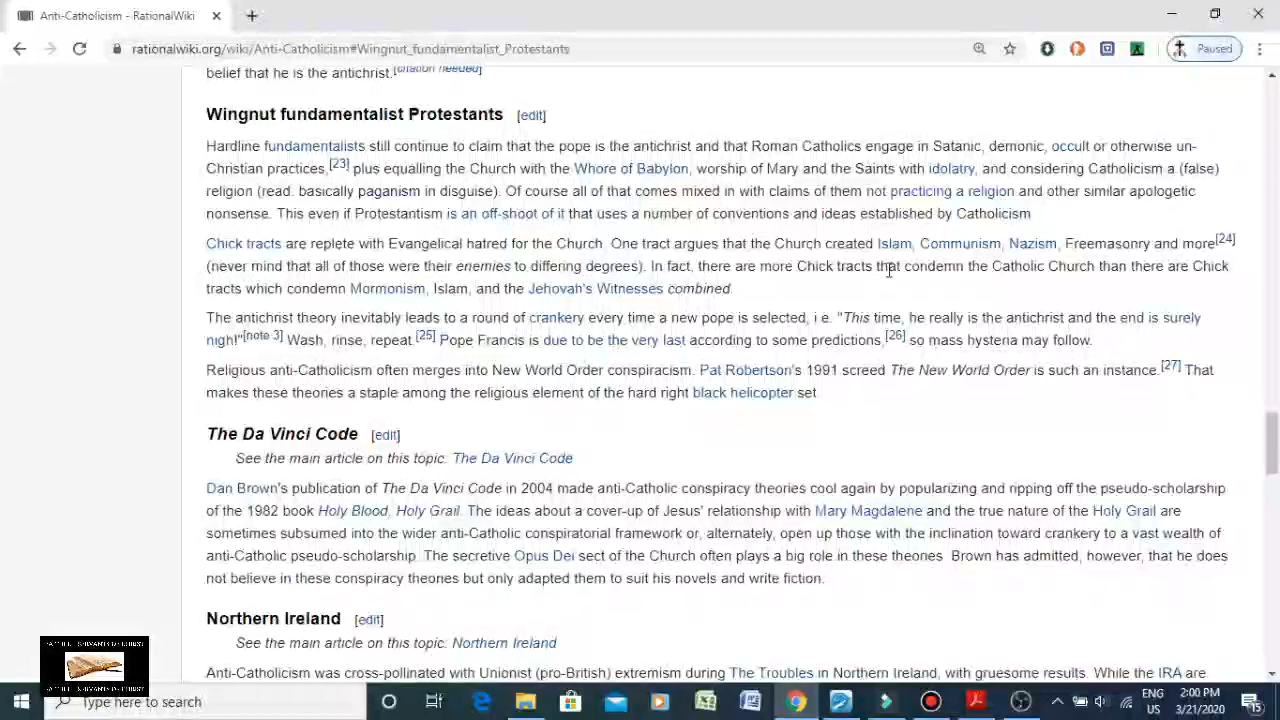 Anti-Catholicism - RationalWiki
rationalwiki.org/wiki/Anti-Catholicism#Wingnut_fundamentalist_Protestants
Paused
belief that he is the antichrist.[citation needed]
Wingnut fundamentalist Protestants [edit]
Hardline fundamentalists still continue to claim that the pope is the antichrist and that Roman Catholics engage in Satanic, demonic, occult or otherwise un-
Christian practices,[23] plus equalling the Church with the Whore of Babylon, worship of Mary and the Saints with idolatry, and considering Catholicism a (false)
religion (read: basically paganism in disguise). Of course all of that comes mixed in with claims of them not practicing a religion and other similar apologetic
nonsense. This even if Protestantism is an off-shoot of it that uses a number of conventions and ideas established by Catholicism
Chick tracts are replete with Evangelical hatred for the Church. One tract argues that the Church created Islam, Communism, Nazism, Freemasonry and more[24]
(never mind that all of those were their enemies to differing degrees). In fact, there are more Chick tracts that condemn the Catholic Church than there are Chick
tracts which condemn Mormonism, Islam, and the Jehovah's Witnesses combined.
The antichrist theory inevitably leads to a round of crankery every time a new pope is selected, i.e. "This time, he really is the antichrist and the end is surely
nigh!"[note 3] Wash, rinse, repeat.[25] Pope Francis is due to be the very last according to some predictions,[26] so mass hysteria may follow.
Religious anti-Catholicism often merges into New World Order conspiracism. Pat Robertson's 1991 screed The New World Order is such an instance.[27] That
makes these theories a staple among the religious element of the hard right black helicopter set.
The Da Vinci Code [edit]
See the main article on this topic: The Da Vinci Code
Dan Brown's publication of The Da Vinci Code in 2004 made anti-Catholic conspiracy theories cool again by popularizing and ripping off the pseudo-scholarship
of the 1982 book Holy Blood, Holy Grail. The ideas about a cover-up of Jesus' relationship with Mary Magdalene and the true nature of the Holy Grail are
sometimes subsumed into the wider anti-Catholic conspiratorial framework or, alternately, open up those with the inclination toward crankery to a vast wealth of
anti-Catholic pseudo-scholarship. The secretive Opus Dei sect of the Church often plays a big role in these theories. Brown has admitted, however, that he does
not believe in these conspiracy theories but only adapted them to suit his novels and write fiction.
Northern Ireland [edit]
See the main article on this topic: Northern Ireland
Anti-Catholicism was cross-pollinated with Unionist (pro-British) extremism during The Troubles in Northern Ireland, with gruesome results. While the IRA are
Type here to search
ENG
US
2:00 PM
3/21/2020
15